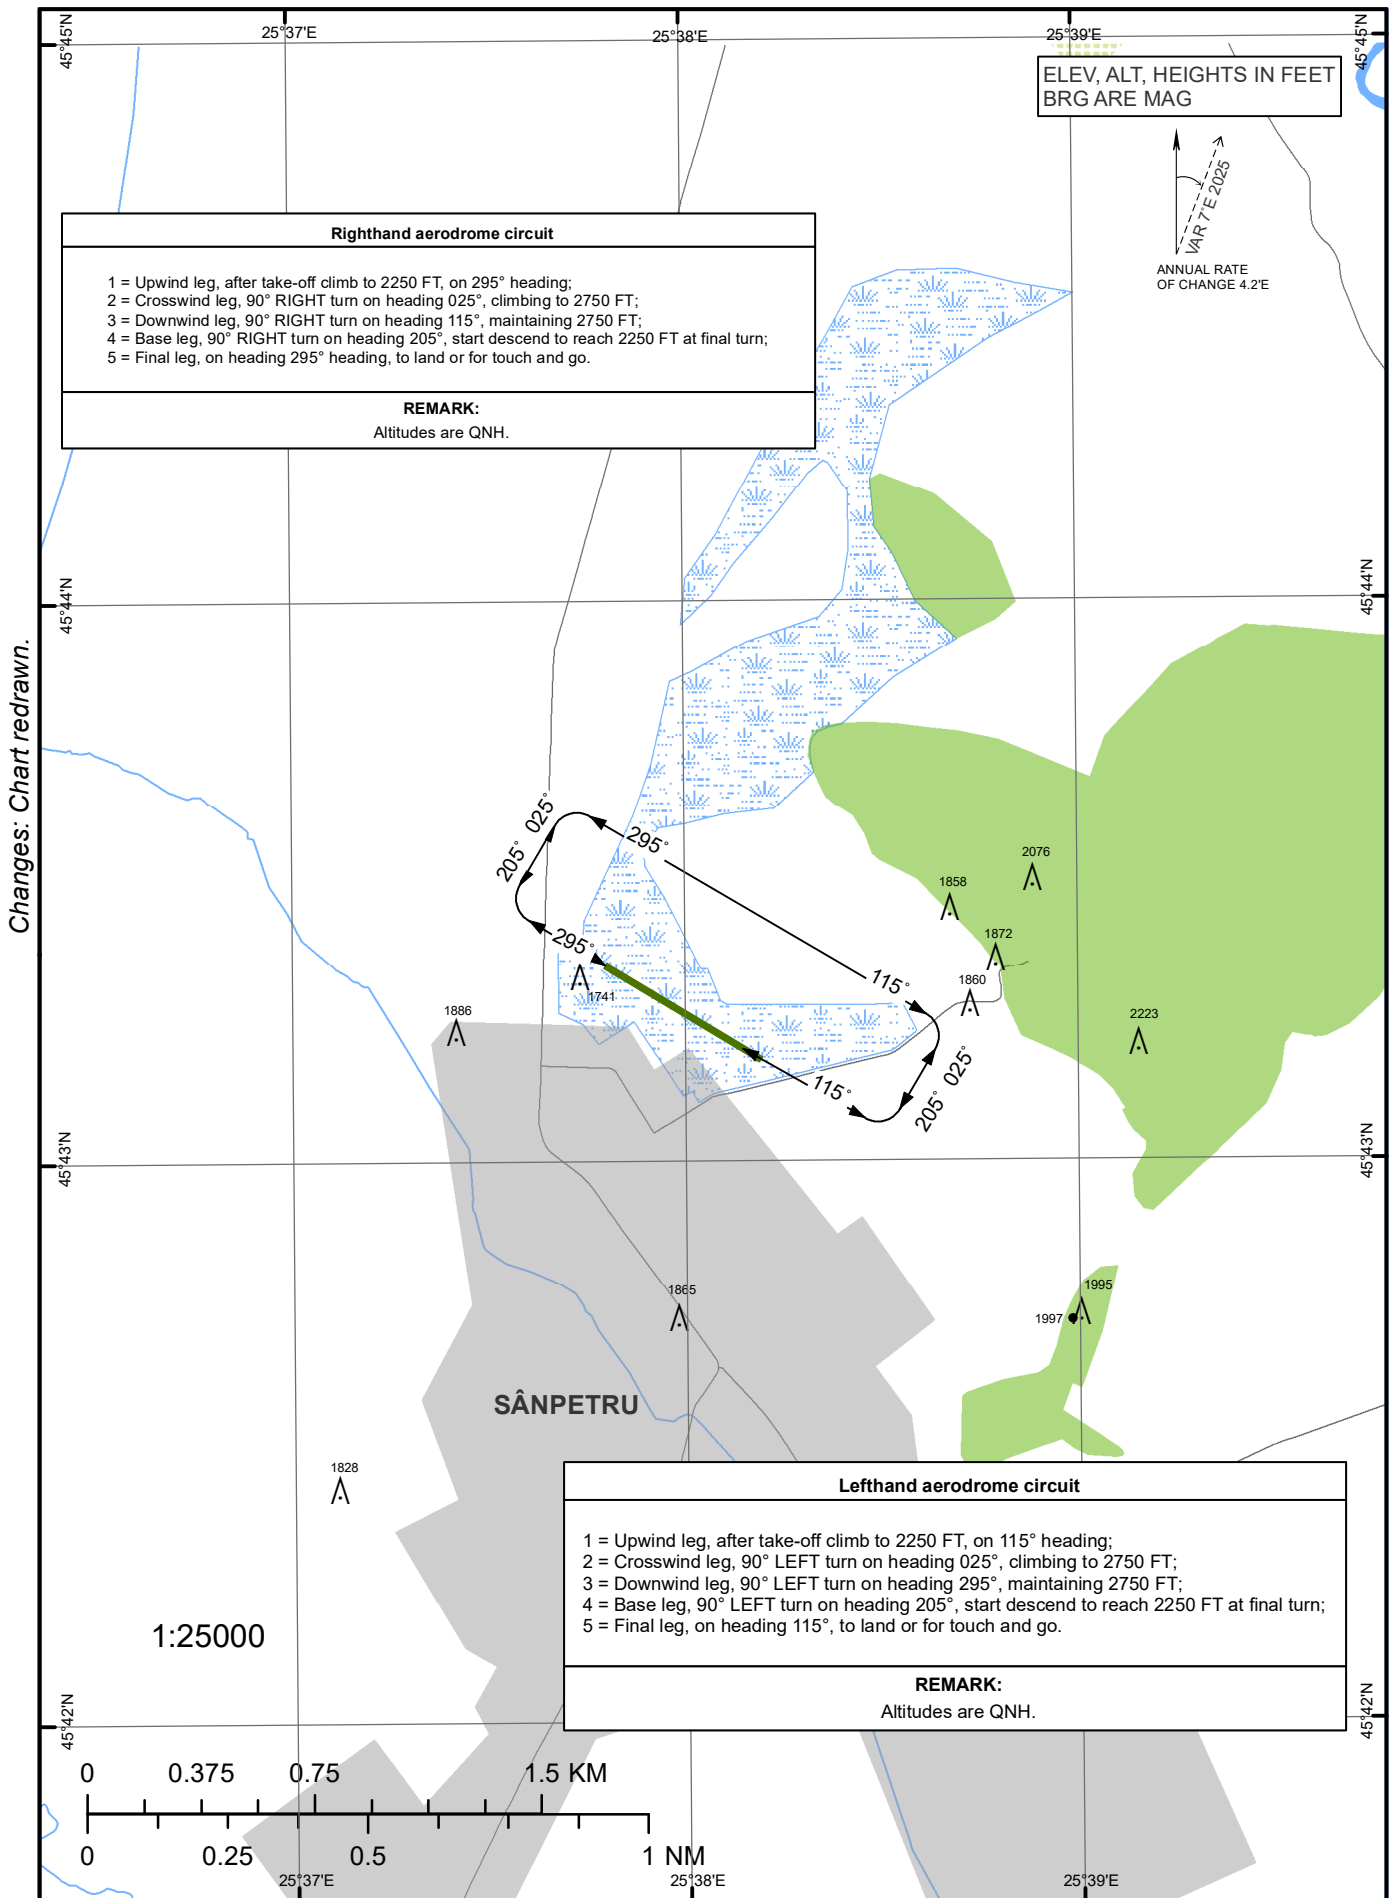 25°37'E
25°38'E
25°39'E
45°45'N
45°45'N
ELEV, ALT, HEIGHTS IN FEET
BRG ARE MAG
VAR 7°E 2025
ANNUAL RATE
OF CHANGE 4.2'E
Righthand aerodrome circuit
1 = Upwind leg, after take-off climb to 2250 FT, on 295° heading;
2 = Crosswind leg, 90° RIGHT turn on heading 025°, climbing to 2750 FT;
3 = Downwind leg, 90° RIGHT turn on heading 115°, maintaining 2750 FT;
4 = Base leg, 90° RIGHT turn on heading 205°, start descend to reach 2250 FT at final turn;
5 = Final leg, on heading 295° heading, to land or for touch and go.
REMARK:
Altitudes are QNH.
45°44'N
45°44'N
Changes: Chart redrawn.
205° 025°
295°
2076
1858
1872
295°
115°
1860
1741
1886
2223
115°
205° 025°
45°43'N
45°43'N
1865
1995
1997
SÂNPETRU
1828
Lefthand aerodrome circuit
1 = Upwind leg, after take-off climb to 2250 FT, on 115° heading;
2 = Crosswind leg, 90° LEFT turn on heading 025°, climbing to 2750 FT;
3 = Downwind leg, 90° LEFT turn on heading 295°, maintaining 2750 FT;
4 = Base leg, 90° LEFT turn on heading 205°, start descend to reach 2250 FT at final turn;
5 = Final leg, on heading 115°, to land or for touch and go.
REMARK:
Altitudes are QNH.
1:25000
45°42'N
45°42'N
0 0.375 0.75 1.5 KM
0 0.25 0.5 1 NM
25°37'E
25°38'E
25°39'E